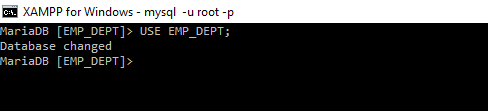 XAMPP for Windows - mysql  -u root -p
MariaDB [EMP_DEPT]> USE EMP_DEPT;
Database changed
MariaDB [EMP_DEPT]>